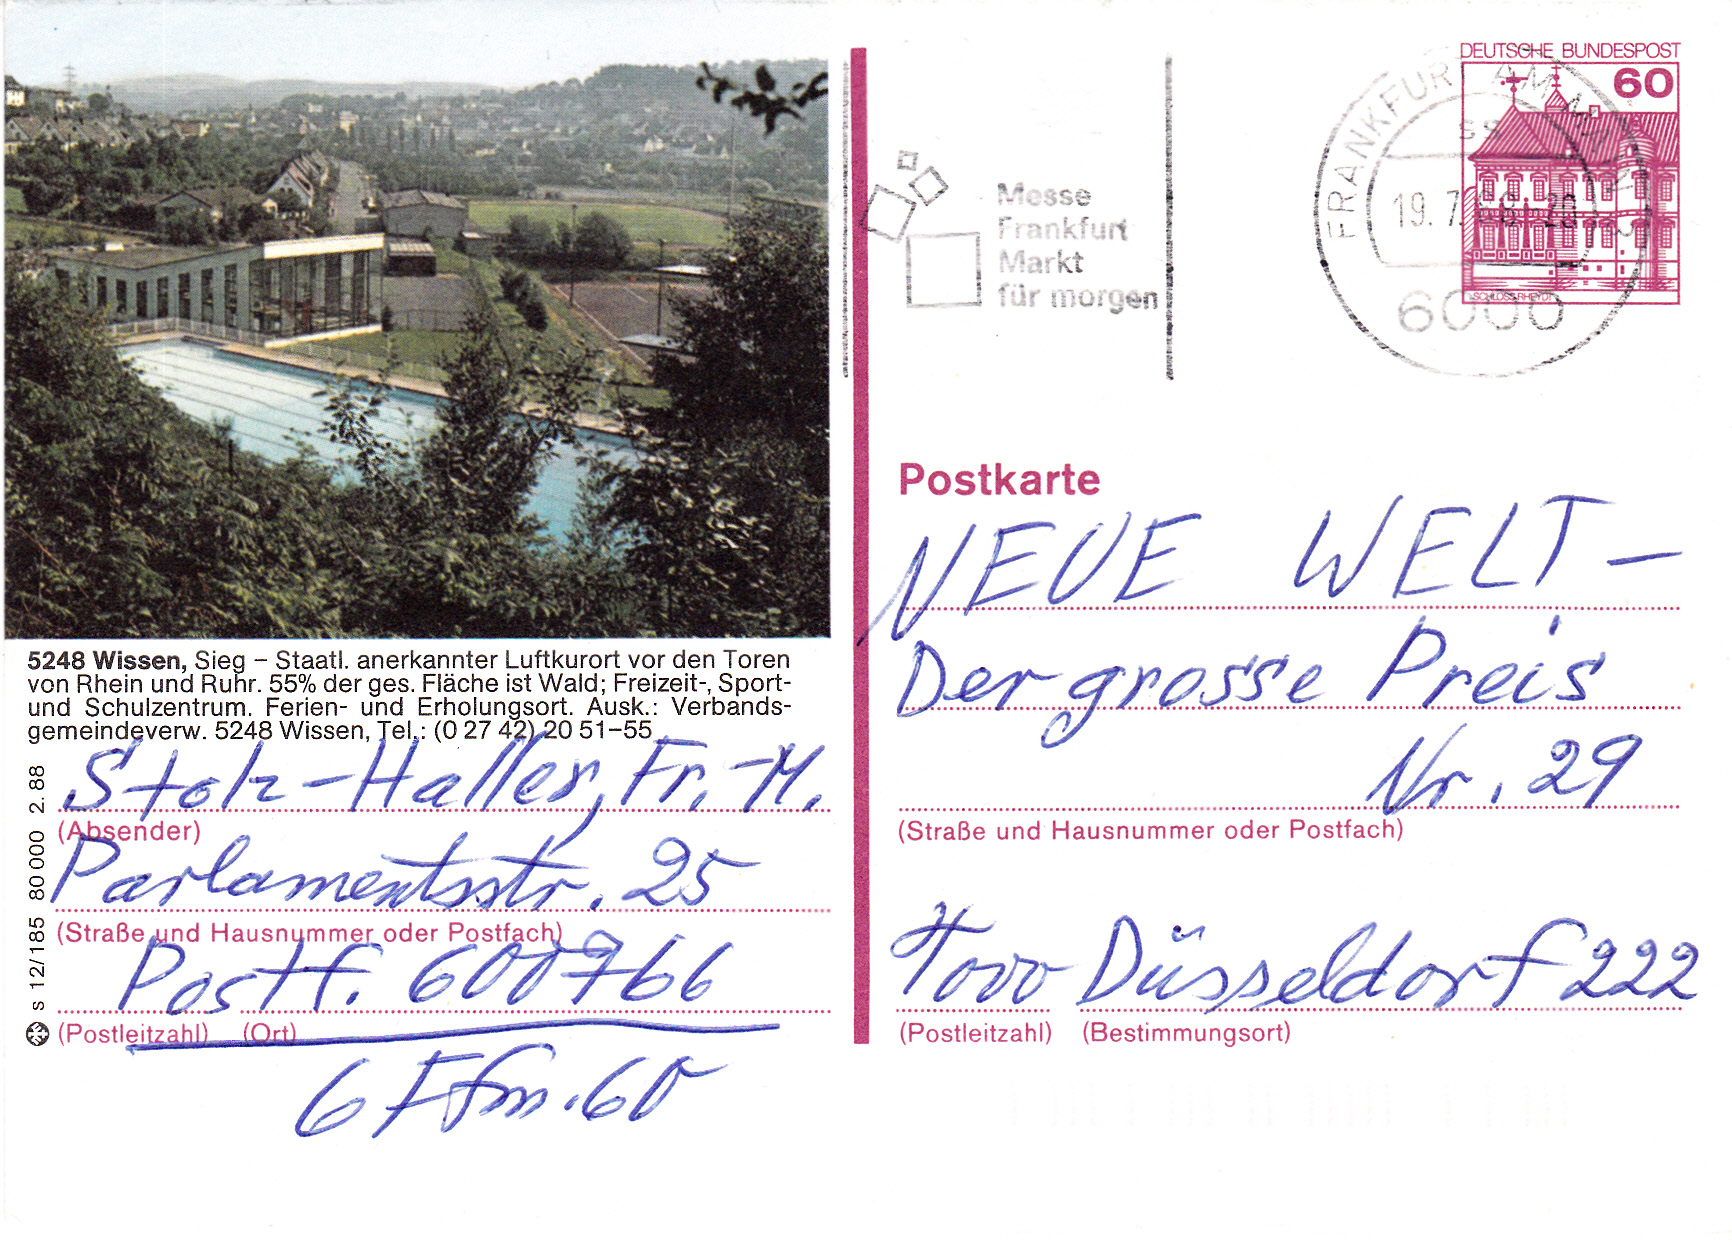 5248 Wissen, Sieg – Staatl. anerkannter Luftkurort vor den Toren
von Rhein und Ruhr. 55% der ges. Fläche ist Wald; Freizeit-, Sport-
und Schulzentrum. Ferien- und Erholungsort. Ausk.: Verbands-
gemeindeverw. 5248 Wissen, Tel.: (0 27 42) 20 51–55
Stolz-Haller, Fr.-M.
(Absender)
Parlamentsstr. 25
(Straße und Hausnummer oder Postfach)
Postf. 600766
(Postleitzahl) (Ort)
6 Ffm. 60
s 12/185 80 000 2. 88
Messe
Frankfurt
Markt
für morgen
FRANKFURT AM MAIN
19. 7. 88-20
6000
DEUTSCHE BUNDESPOST
60
SCHLOSS RHEYDT
Postkarte
NEUE WELT –
Der grosse Preis
Nr. 29
(Straße und Hausnummer oder Postfach)
4000 Düsseldorf 222
(Postleitzahl) (Bestimmungsort)